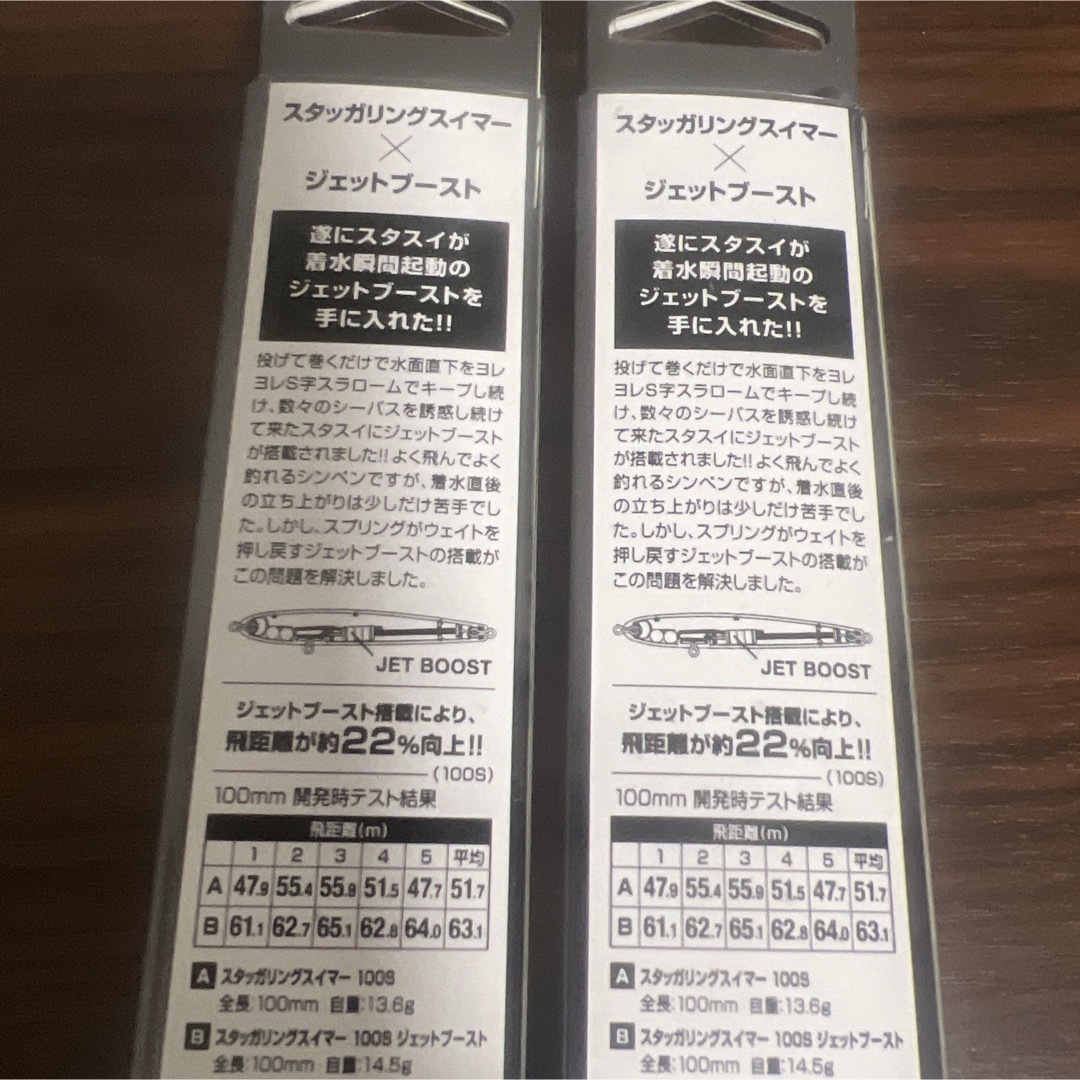 スタッガリングスイマー
×
ジェットブースト
遂にスタスイが
着水瞬間起動の
ジェットブーストを
手に入れた!!
投げて巻くだけで水面直下をヨレ
ヨレS字スラロームでキープし続
け、数々のシーバスを誘惑し続け
て来たスタスイにジェットブースト
が搭載されました!!よく飛んでよく
釣れるシンペンですが、着水直後
の立ち上がりは少しだけ苦手でし
た。しかし、スプリングがウェイトを
押し戻すジェットブーストの搭載が
この問題を解決しました。
JET BOOST
ジェットブースト搭載により、
飛距離が約22%向上!!
(100S)
100mm 開発時テスト結果
飛距離(m)
1 2 3 4 5 平均
A 47.9 55.4 55.9 51.5 47.7 51.7
B 61.1 62.7 65.1 62.8 64.0 63.1
A スタッガリングスイマー 100S
全長:100mm 自重:13.6g
B スタッガリングスイマー 100S ジェットブースト
全長:100mm 自重:14.5g
スタッガリングスイマー
×
ジェットブースト
遂にスタスイが
着水瞬間起動の
ジェットブーストを
手に入れた!!
投げて巻くだけで水面直下をヨレ
ヨレS字スラロームでキープし続
け、数々のシーバスを誘惑し続け
て来たスタスイにジェットブースト
が搭載されました!!よく飛んでよく
釣れるシンペンですが、着水直後
の立ち上がりは少しだけ苦手でし
た。しかし、スプリングがウェイトを
押し戻すジェットブーストの搭載が
この問題を解決しました。
JET BOOST
ジェットブースト搭載により、
飛距離が約22%向上!!
(100S)
100mm 開発時テスト結果
飛距離(m)
1 2 3 4 5 平均
A 47.9 55.4 55.9 51.5 47.7 51.7
B 61.1 62.7 65.1 62.8 64.0 63.1
A スタッガリングスイマー 100S
全長:100mm 自重:13.6g
B スタッガリングスイマー 100S ジェットブースト
全長:100mm 自重:14.5g